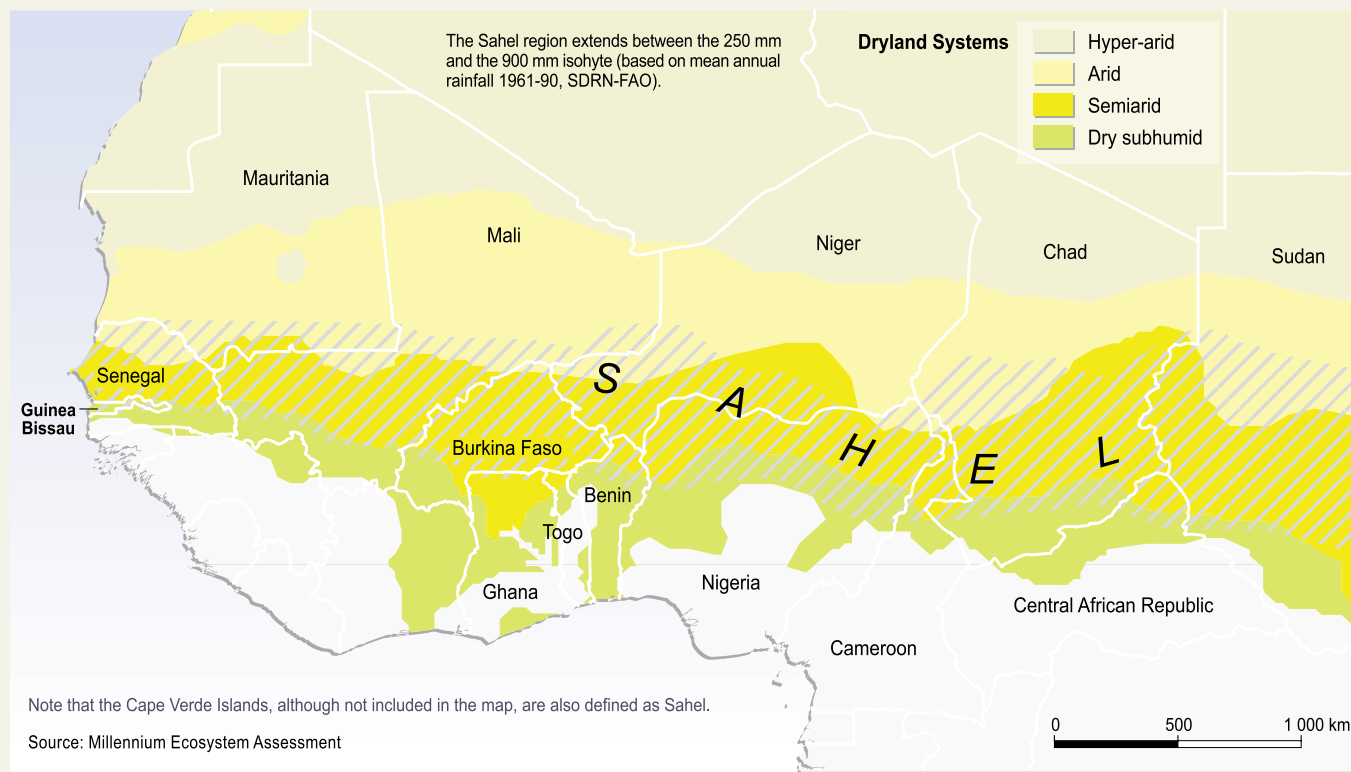 The Sahel region extends between the 250 mm
and the 900 mm isohyte (based on mean annual
rainfall 1961-90, SDRN-FAO).
Dryland Systems
Hyper-arid
Arid
Semiarid
Dry subhumid
Mauritania
Mali
Niger
Chad
Sudan
Senegal
Guinea
Bissau
SAHEL
Burkina Faso
Benin
Togo
Ghana
Nigeria
Central African Republic
Cameroon
Note that the Cape Verde Islands, although not included in the map, are also defined as Sahel.
Source: Millennium Ecosystem Assessment
0 500 1 000 km